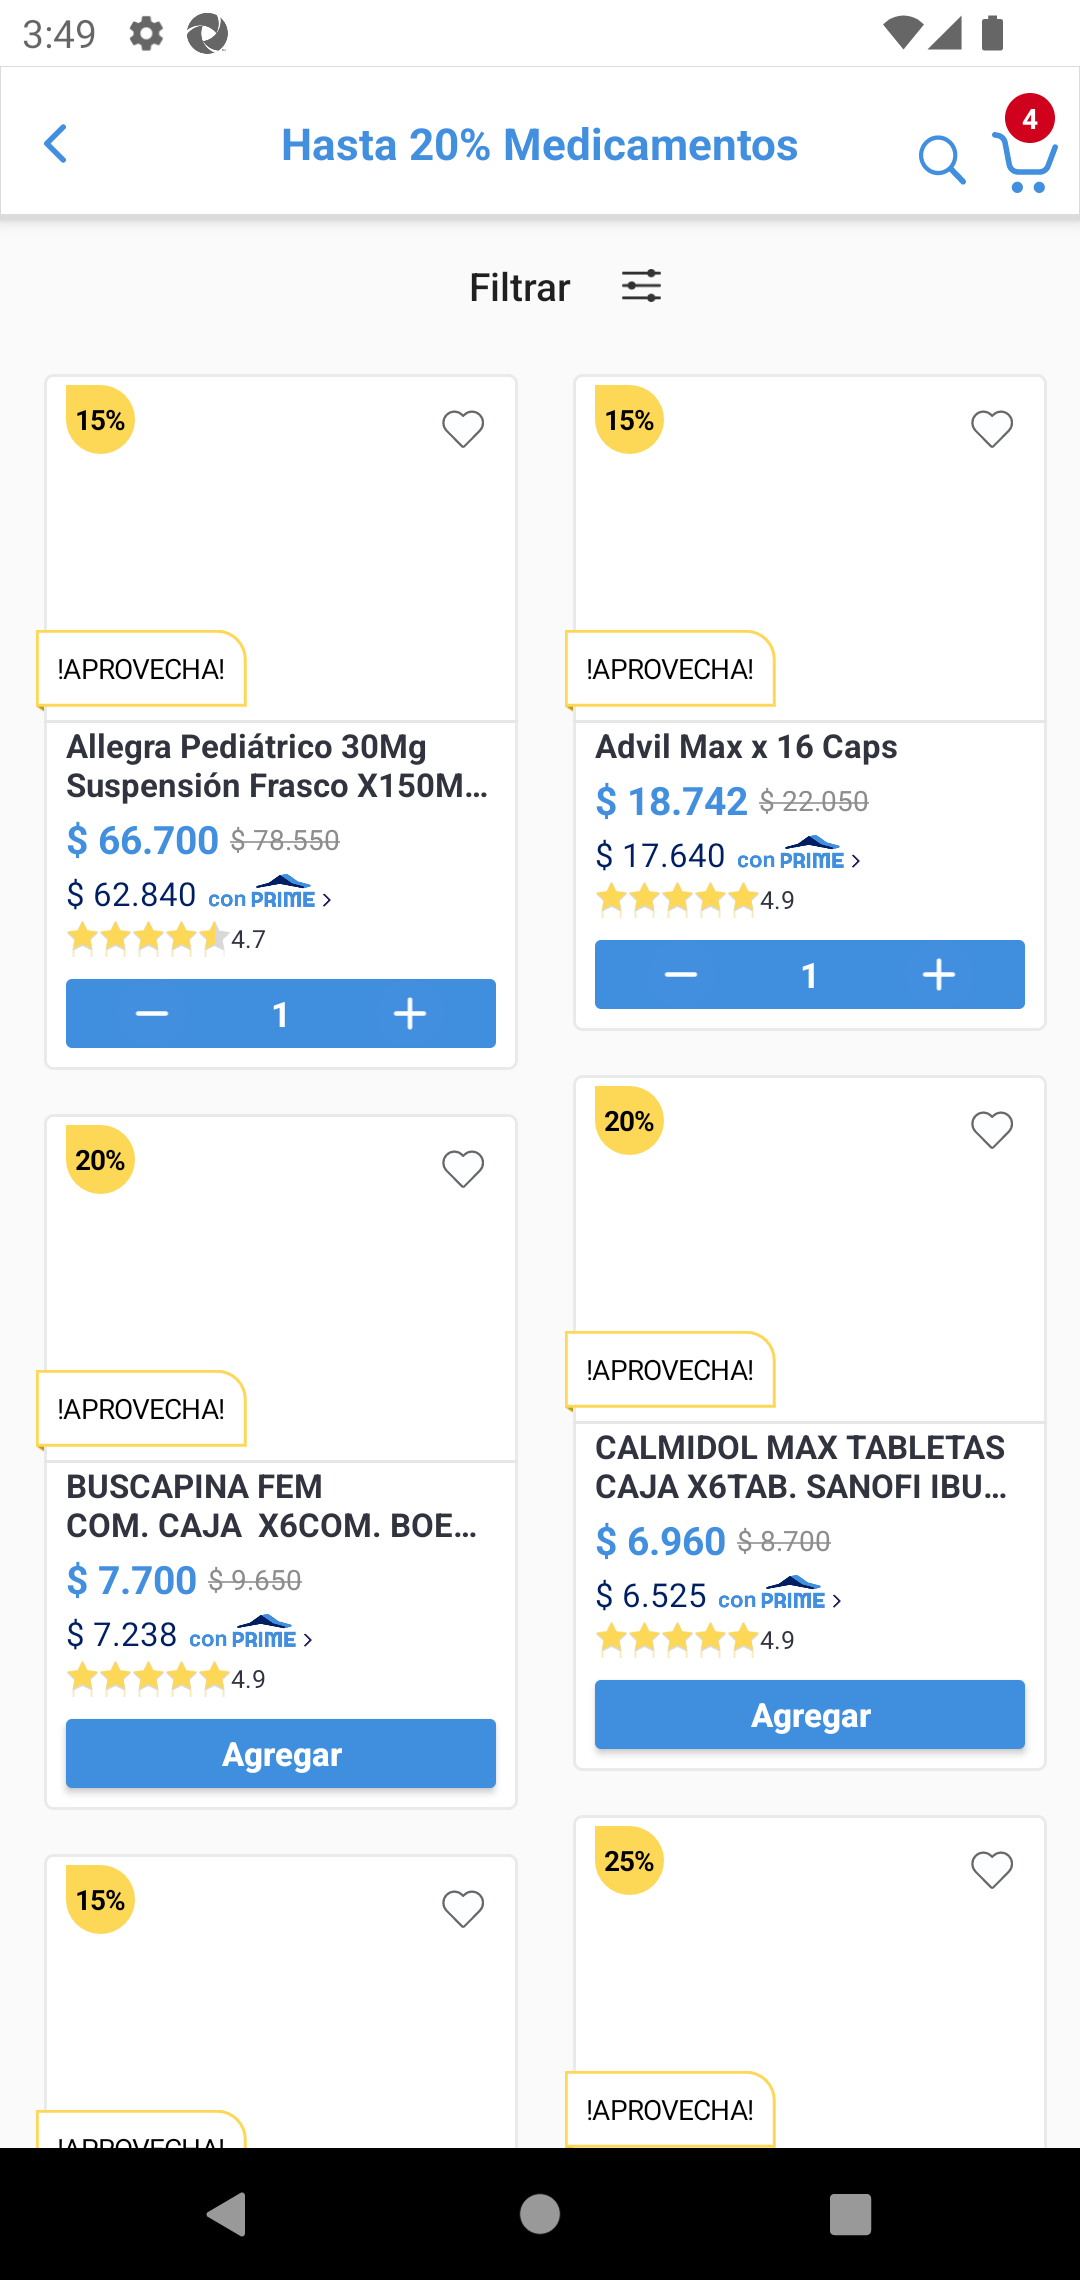 3:49
Hasta 20% Medicamentos
4
Filtrar
15%
!APROVECHA!
Allegra Pediátrico 30Mg
Suspensión Frasco X150M...
$ 66.700 $ 78.550
$ 62.840 con PRIME >
4.7
1
15%
!APROVECHA!
Advil Max x 16 Caps
$ 18.742 $ 22.050
$ 17.640 con PRIME >
4.9
1
20%
!APROVECHA!
BUSCAPINA FEM
COM. CAJA  X6COM. BOE...
$ 7.700 $ 9.650
$ 7.238 con PRIME >
4.9
Agregar
20%
!APROVECHA!
CALMIDOL MAX TABLETAS
CAJA X6TAB. SANOFI IBU...
$ 6.960 $ 8.700
$ 6.525 con PRIME >
4.9
Agregar
15%
!APROVECHA!
25%
!APROVECHA!